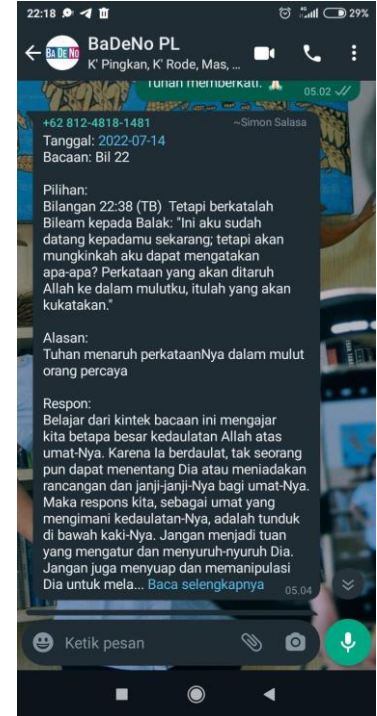 22:18
29%
BA DE NO
BaDeNo PL
K' Pingkan, K' Rode, Mas, ...
Tuhan memberkati.
05.02
+62 812-4818-1481 ~Simon Salasa
Tanggal: 2022-07-14
Bacaan: Bil 22
Pilihan:
Bilangan 22:38 (TB) Tetapi berkatalah
Bileam kepada Balak: "Ini aku sudah
datang kepadamu sekarang; tetapi akan
mungkinkah aku dapat mengatakan
apa-apa? Perkataan yang akan ditaruh
Allah ke dalam mulutku, itulah yang akan
kukatakan."
Alasan:
Tuhan menaruh perkataanNya dalam mulut
orang percaya
Respon:
Belajar dari kintek bacaan ini mengajar
kita betapa besar kedaulatan Allah atas
umat-Nya. Karena Ia berdaulat, tak seorang
pun dapat menentang Dia atau meniadakan
rancangan dan janji-janji-Nya bagi umat-Nya.
Maka respons kita, sebagai umat yang
mengimani kedaulatan-Nya, adalah tunduk
di bawah kaki-Nya. Jangan menjadi tuan
yang mengatur dan menyuruh-nyuruh Dia.
Jangan juga menyuap dan memanipulasi
Dia untuk mela... Baca selengkapnya 05.04
Ketik pesan